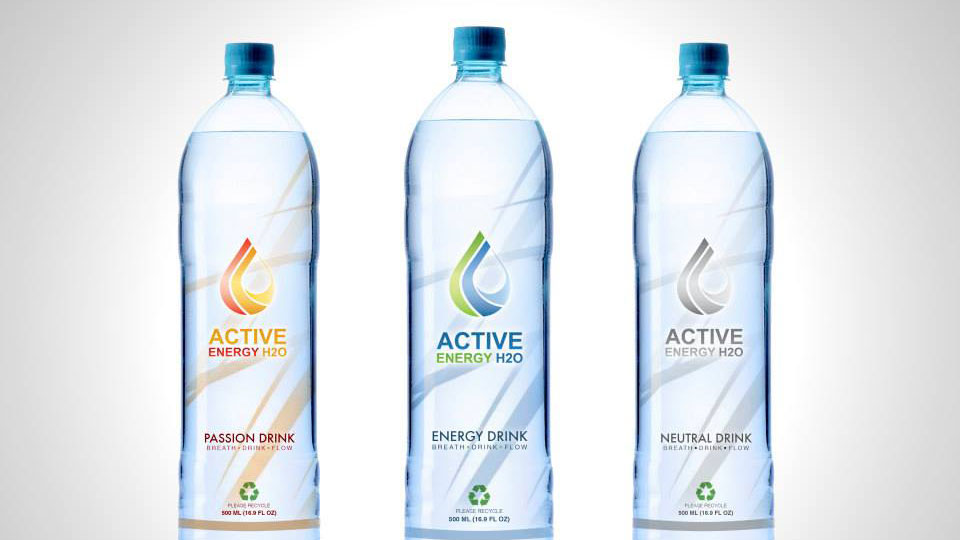 ACTIVE
ENERGY H2O
PASSION DRINK
BREATH • DRINK • FLOW
PLEASE RECYCLE
500 ML (16.9 FL OZ)
ACTIVE
ENERGY H2O
ENERGY DRINK
BREATH • DRINK • FLOW
PLEASE RECYCLE
500 ML (16.9 FL OZ)
ACTIVE
ENERGY H2O
NEUTRAL DRINK
BREATH • DRINK • FLOW
PLEASE RECYCLE
500 ML (16.9 FL OZ)